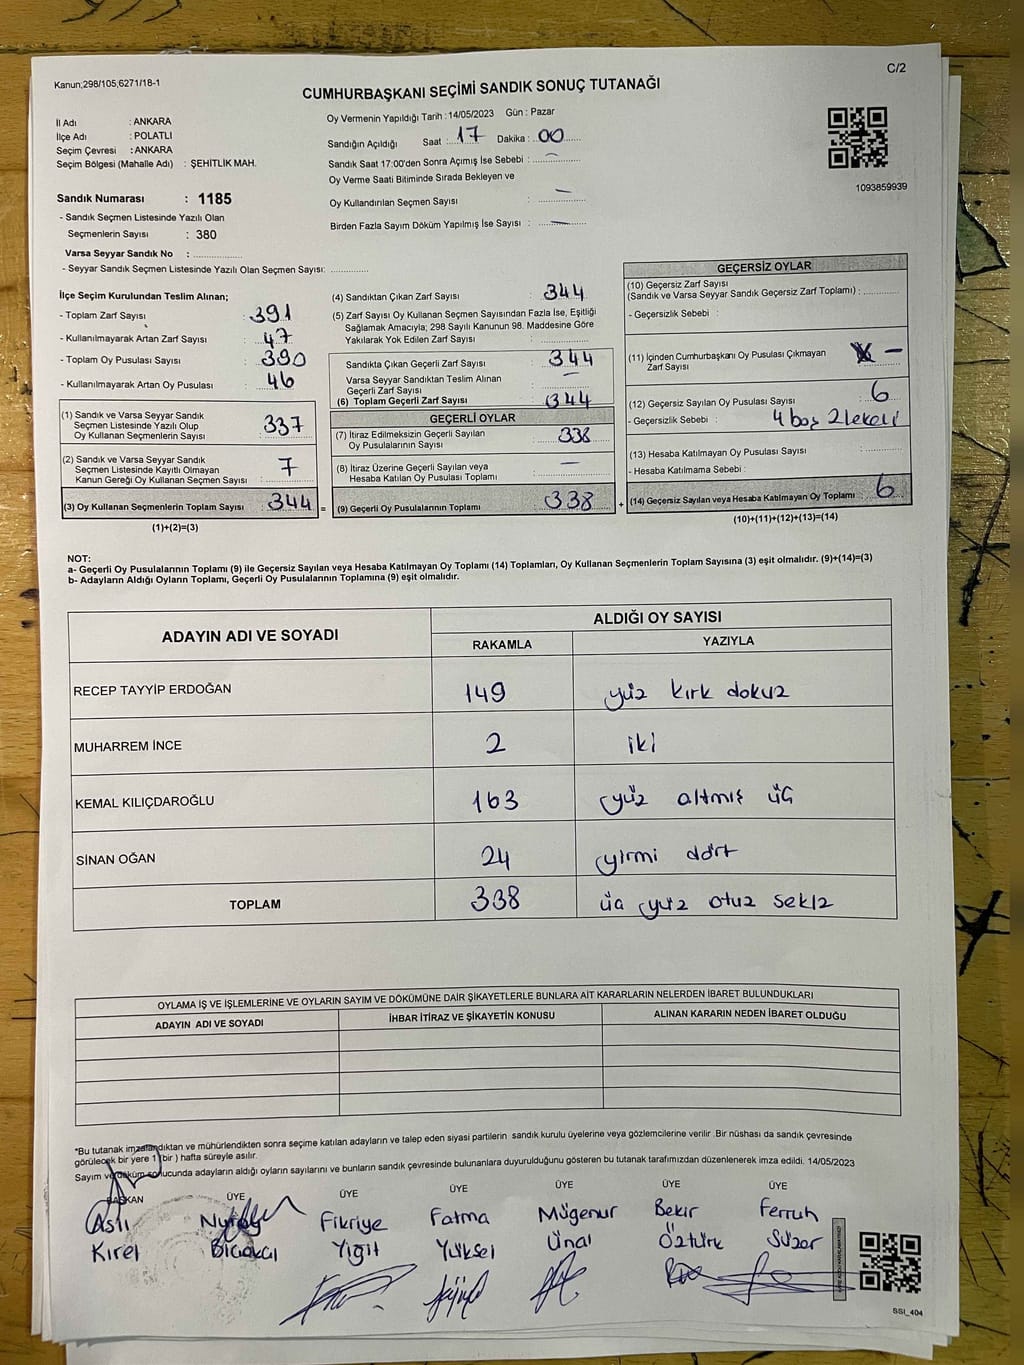 Kanun;298/105;6271/18-1
C/2
CUMHURBAŞKANI SEÇİMİ SANDIK SONUÇ TUTANAĞI
İl Adı : ANKARA
İlçe Adı : POLATLI
Seçim Çevresi : ANKARA
Seçim Bölgesi (Mahalle Adı) : ŞEHİTLİK MAH.
Oy Vermenin Yapıldığı Tarih : 14/05/2023 Gün : Pazar
Sandığın Açıldığı Saat : 17 Dakika : 00
Sandık Saat 17:00'den Sonra Açımış İse Sebebi : —
Oy Verme Saati Bitiminde Sırada Bekleyen ve
Oy Kullandırılan Seçmen Sayısı : —
Birden Fazla Sayım Döküm Yapılmış İse Sayısı : —
1093859939
Sandık Numarası : 1185
- Sandık Seçmen Listesinde Yazılı Olan
Seçmenlerin Sayısı : 380
Varsa Seyyar Sandık No :
- Seyyar Sandık Seçmen Listesinde Yazılı Olan Seçmen Sayısı:
İlçe Seçim Kurulundan Teslim Alınan;
- Toplam Zarf Sayısı : 391
- Kullanılmayarak Artan Zarf Sayısı : 47
- Toplam Oy Pusulası Sayısı : 390
- Kullanılmayarak Artan Oy Pusulası : 46
(1) Sandık ve Varsa Seyyar Sandık
Seçmen Listesinde Yazılı Olup
Oy Kullanan Seçmenlerin Sayısı : 337
(2) Sandık ve Varsa Seyyar Sandık
Seçmen Listesinde Kayıtlı Olmayan
Kanun Gereği Oy Kullanan Seçmen Sayısı : 7
(3) Oy Kullanan Seçmenlerin Toplam Sayısı : 344 =
(1)+(2)=(3)
(4) Sandıktan Çıkan Zarf Sayısı : 344
(5) Zarf Sayısı Oy Kullanan Seçmen Sayısından Fazla İse, Eşitliği
Sağlamak Amacıyla; 298 Sayılı Kanunun 98. Maddesine Göre
Yakılarak Yok Edilen Zarf Sayısı :
Sandıkta Çıkan Geçerli Zarf Sayısı : 344
Varsa Seyyar Sandıktan Teslim Alınan
Geçerli Zarf Sayısı : —
(6) Toplam Geçerli Zarf Sayısı : 344
GEÇERLİ OYLAR
(7) İtiraz Edilmeksizin Geçerli Sayılan
Oy Pusulalarının Sayısı : 338
(8) İtiraz Üzerine Geçerli Sayılan veya
Hesaba Katılan Oy Pusulası Toplamı : —
(9) Geçerli Oy Pusulalarının Toplamı : 338 +
GEÇERSİZ OYLAR
(10) Geçersiz Zarf Sayısı
(Sandık ve Varsa Seyyar Sandık Geçersiz Zarf Toplamı) :
- Geçersizlik Sebebi :
(11) İçinden Cumhurbaşkanı Oy Pusulası Çıkmayan
Zarf Sayısı : —
(12) Geçersiz Sayılan Oy Pusulası Sayısı : 6
- Geçersizlik Sebebi : 4 boş 2 lekeli
(13) Hesaba Katılmayan Oy Pusulası Sayısı :
- Hesaba Katılmama Sebebi :
(14) Geçersiz Sayılan veya Hesaba Katılmayan Oy Toplamı : 6
(10)+(11)+(12)+(13)=(14)
NOT:
a- Geçerli Oy Pusulalarının Toplamı (9) ile Geçersiz Sayılan veya Hesaba Katılmayan Oy Toplamı (14) Toplamları, Oy Kullanan Seçmenlerin Toplam Sayısına (3) eşit olmalıdır. (9)+(14)=(3)
b- Adayların Aldığı Oyların Toplamı, Geçerli Oy Pusulalarının Toplamına (9) eşit olmalıdır.
ADAYIN ADI VE SOYADI
ALDIĞI OY SAYISI
RAKAMLA YAZIYLA
RECEP TAYYİP ERDOĞAN 149 yüz kırk dokuz
MUHARREM İNCE 2 iki
KEMAL KILIÇDAROĞLU 163 yüz altmış üç
SİNAN OĞAN 24 yirmi dört
TOPLAM 338 üç yüz otuz sekiz
OYLAMA İŞ VE İŞLEMLERİNE VE OYLARIN SAYIM VE DÖKÜMÜNE DAİR ŞİKAYETLERLE BUNLARA AİT KARARLARIN NELERDEN İBARET BULUNDUKLARI
ADAYIN ADI VE SOYADI İHBAR İTİRAZ VE ŞİKAYETİN KONUSU ALINAN KARARIN NEDEN İBARET OLDUĞU
*Bu tutanak imzalandıktan ve mühürlendikten sonra seçime katılan adayların ve talep eden siyasi partilerin sandık kurulu üyelerine veya gözlemcilerine verilir .Bir nüshası da sandık çevresinde
görülecek bir yere 1 (bir ) hafta süreyle asılır.
Sayım ve döküm sonucunda adayların aldığı oyların sayılarını ve bunların sandık çevresinde bulunanlara duyurulduğunu gösteren bu tutanak tarafımızdan düzenlenerek imza edildi. 14/05/2023
BAŞKAN ÜYE ÜYE ÜYE ÜYE ÜYE ÜYE
Aslı Nuray Fikriye Fatma Mügenur Bekir Ferruh
Kırel Bıçakçı Yiğit Yüksel Ünal Öztürk Süzer
SSI_404